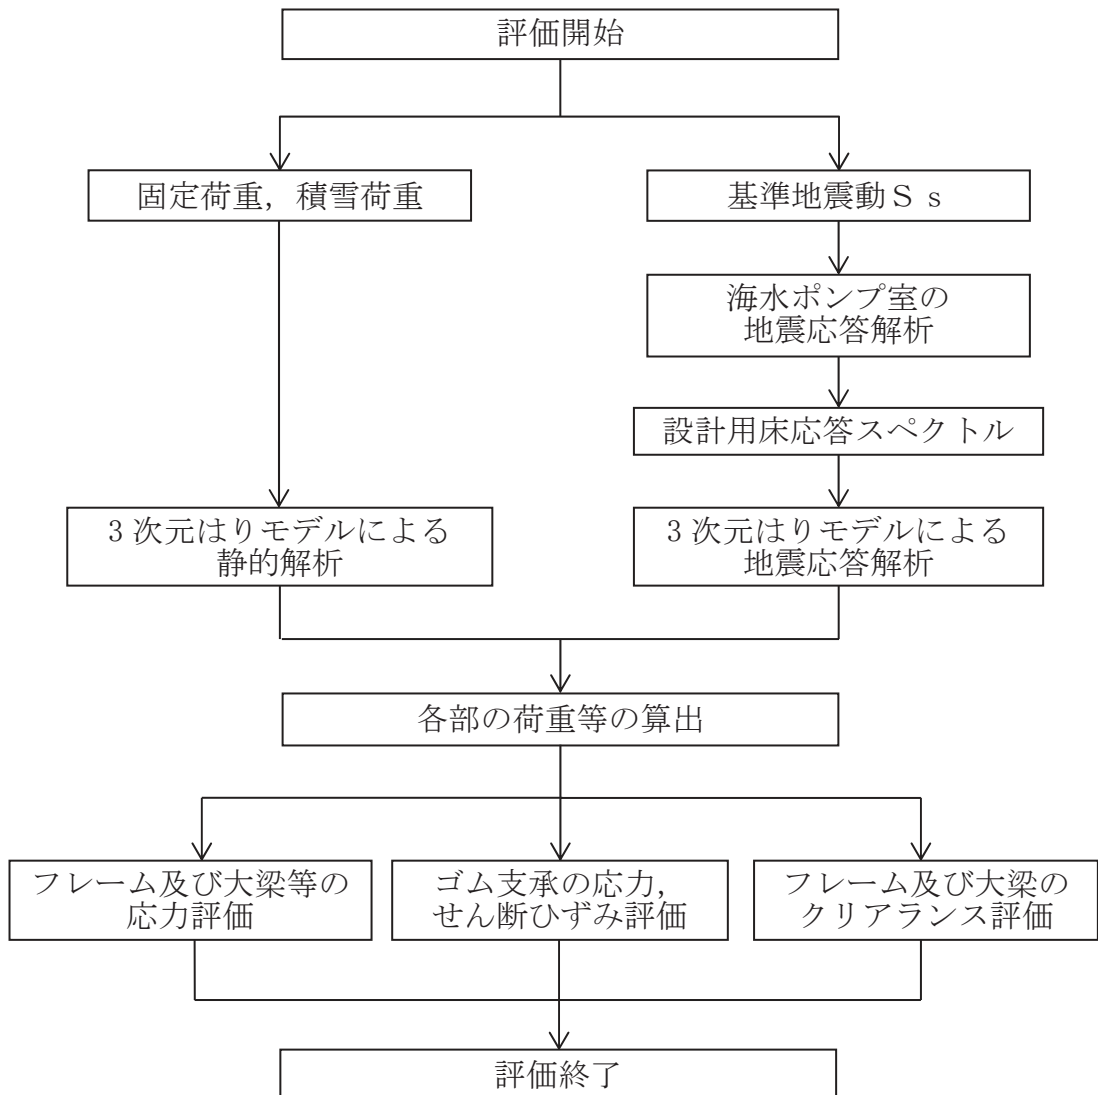 評価開始
固定荷重，積雪荷重
基準地震動Ｓｓ
海水ポンプ室の
地震応答解析
設計用床応答スペクトル
３次元はりモデルによる
静的解析
３次元はりモデルによる
地震応答解析
各部の荷重等の算出
フレーム及び大梁等の
応力評価
ゴム支承の応力，
せん断ひずみ評価
フレーム及び大梁の
クリアランス評価
評価終了